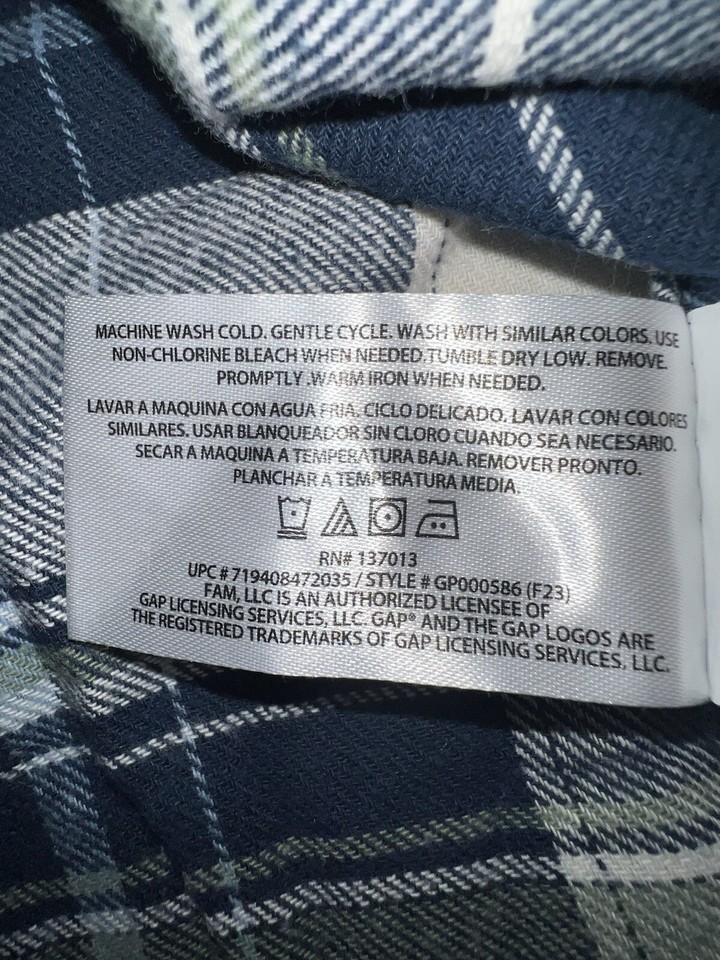 MACHINE WASH COLD. GENTLE CYCLE. WASH WITH SIMILAR COLORS. USE
NON-CHLORINE BLEACH WHEN NEEDED.TUMBLE DRY LOW. REMOVE.
PROMPTLY .WARM IRON WHEN NEEDED.
LAVAR A MAQUINA CON AGUA FRIA. CICLO DELICADO. LAVAR CON COLORES
SIMILARES. USAR BLANQUEADOR SIN CLORO CUANDO SEA NECESARIO.
SECAR A MAQUINA A TEMPERATURA BAJA. REMOVER PRONTO.
PLANCHAR A TEMPERATURA MEDIA.
RN# 137013
UPC # 719408472035 / STYLE # GP000586 (F23)
FAM, LLC IS AN AUTHORIZED LICENSEE OF
GAP LICENSING SERVICES, LLC. GAP® AND THE GAP LOGOS ARE
THE REGISTERED TRADEMARKS OF GAP LICENSING SERVICES, LLC.